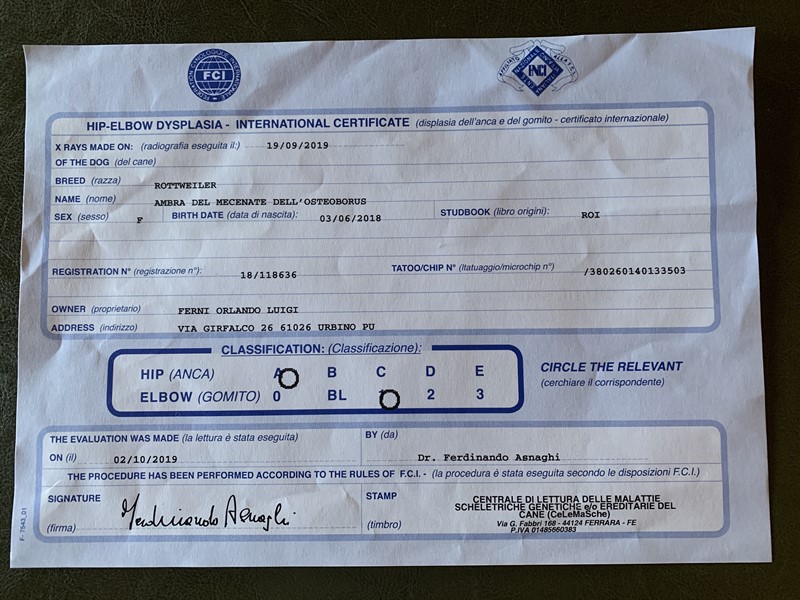 FCI
ENCI
HIP-ELBOW DYSPLASIA - INTERNATIONAL CERTIFICATE (displasia dell'anca e del gomito - certificato internazionale)
X RAYS MADE ON: (radiografia eseguita il:) 19/09/2019
OF THE DOG (del cane)
BREED (razza) ROTTWEILER
NAME (nome) AMBRA DEL MECENATE DELL'OSTEOBORUS
SEX (sesso) F BIRTH DATE (data di nascita): 03/06/2018 STUDBOOK (libro origini): ROI
REGISTRATION N° (registrazione n°): 18/118636 TATOO/CHIP N° (Itatuaggio/microchip n°) /380260140133503
OWNER (proprietario) FERNI ORLANDO LUIGI
ADDRESS (indirizzo) VIA GIRFALCO 26 61026 URBINO PU
CLASSIFICATION: (Classificazione):
HIP (ANCA) A B C D E
ELBOW (GOMITO) 0 BL 1 2 3
CIRCLE THE RELEVANT
(cerchiare il corrispondente)
THE EVALUATION WAS MADE (la lettura è stata eseguita) BY (da)
ON (il) 02/10/2019 Dr. Ferdinando Asnaghi
THE PROCEDURE HAS BEEN PERFORMED ACCORDING TO THE RULES OF F.C.I. - (la procedura è stata eseguita secondo le disposizioni F.C.I.)
SIGNATURE STAMP
(firma) Ferdinando Asnaghi (timbro)
CENTRALE DI LETTURA DELLE MALATTIE
SCHELETRICHE GENETICHE e/o EREDITARIE DEL
CANE (CeLeMaSche)
Via G. Fabbri 168 - 44124 FERRARA - FE
P.IVA 01485660383
F- 7543_01